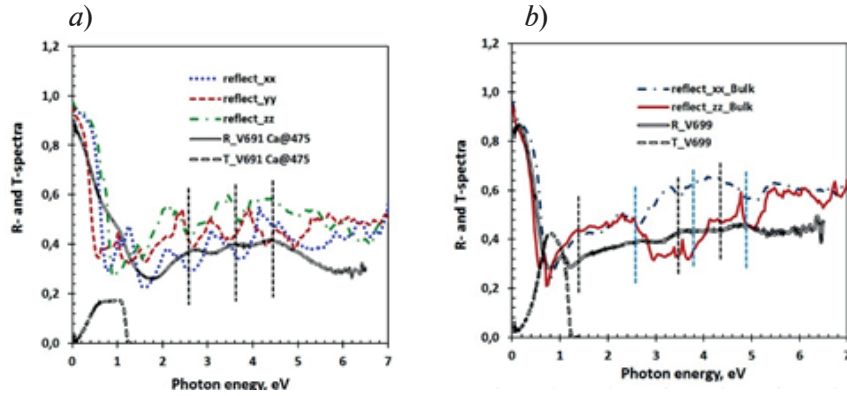 a)
1,2
1,0
0,8
0,6
0,4
0,2
0,0
R- and T-spectra
reflect_xx
reflect_yy
reflect_zz
R_V691 Ca@475
T_V691 Ca@475
0 1 2 3 4 5 6 7
Photon energy, eV
b)
1,2
1,0
0,8
0,6
0,4
0,2
0,0
R- and T-spectra
reflect_xx_Bulk
reflect_zz_Bulk
R_V699
T_V699
0 1 2 3 4 5 6 7
Photon energy, eV